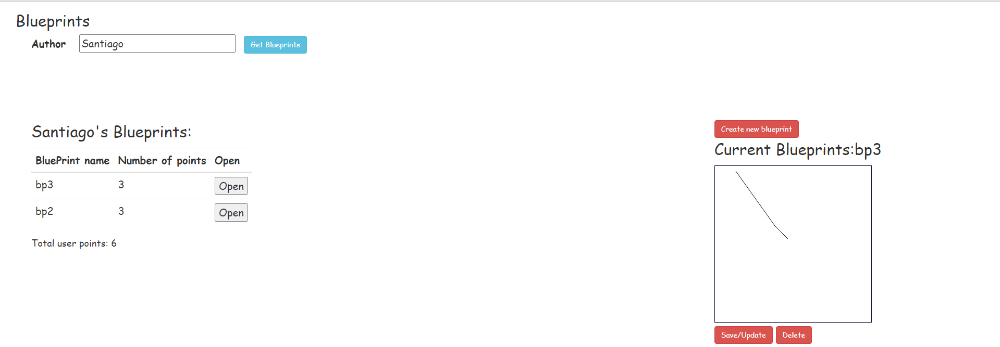 Blueprints
Author Santiago Get Blueprints
Santiago's Blueprints:
BluePrint name Number of points Open
bp3 3 Open
bp2 3 Open
Total user points: 6
Create new blueprint
Current Blueprints:bp3
Save/Update Delete